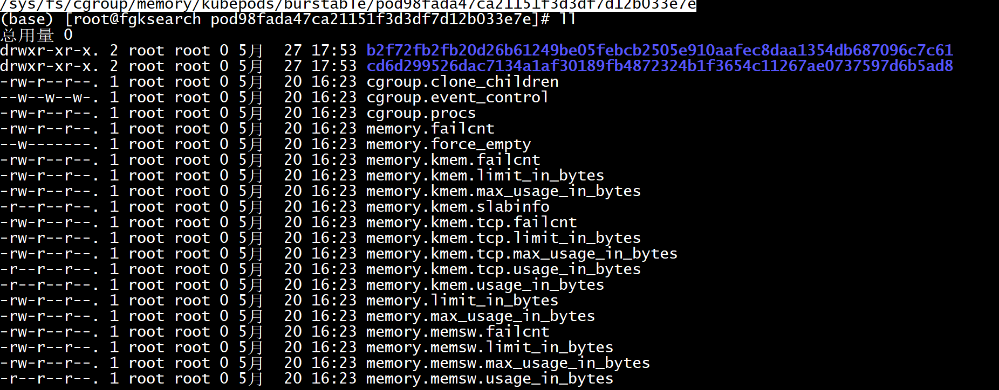 /sys/fs/cgroup/memory/kubepods/burstable/pod98fada47ca21151f3d3df7d12b033e7e
(base) [root@fgksearch pod98fada47ca21151f3d3df7d12b033e7e]# ll
总用量 0
drwxr-xr-x. 2 root root 0 5月  27 17:53 b2f72fb2fb20d26b61249be05febcb2505e910aafec8daa1354db687096c7c61
drwxr-xr-x. 2 root root 0 5月  27 17:53 cd6d299526dac7134a1af30189fb4872324b1f3654c11267ae0737597d6b5ad8
-rw-r--r--. 1 root root 0 5月  20 16:23 cgroup.clone_children
--w--w--w-. 1 root root 0 5月  20 16:23 cgroup.event_control
-rw-r--r--. 1 root root 0 5月  20 16:23 cgroup.procs
-rw-r--r--. 1 root root 0 5月  20 16:23 memory.failcnt
--w-------. 1 root root 0 5月  20 16:23 memory.force_empty
-rw-r--r--. 1 root root 0 5月  20 16:23 memory.kmem.failcnt
-rw-r--r--. 1 root root 0 5月  20 16:23 memory.kmem.limit_in_bytes
-rw-r--r--. 1 root root 0 5月  20 16:23 memory.kmem.max_usage_in_bytes
-r--r--r--. 1 root root 0 5月  20 16:23 memory.kmem.slabinfo
-rw-r--r--. 1 root root 0 5月  20 16:23 memory.kmem.tcp.failcnt
-rw-r--r--. 1 root root 0 5月  20 16:23 memory.kmem.tcp.limit_in_bytes
-rw-r--r--. 1 root root 0 5月  20 16:23 memory.kmem.tcp.max_usage_in_bytes
-r--r--r--. 1 root root 0 5月  20 16:23 memory.kmem.tcp.usage_in_bytes
-r--r--r--. 1 root root 0 5月  20 16:23 memory.kmem.usage_in_bytes
-rw-r--r--. 1 root root 0 5月  20 16:23 memory.limit_in_bytes
-rw-r--r--. 1 root root 0 5月  20 16:23 memory.max_usage_in_bytes
-rw-r--r--. 1 root root 0 5月  20 16:23 memory.memsw.failcnt
-rw-r--r--. 1 root root 0 5月  20 16:23 memory.memsw.limit_in_bytes
-rw-r--r--. 1 root root 0 5月  20 16:23 memory.memsw.max_usage_in_bytes
-r--r--r--. 1 root root 0 5月  20 16:23 memory.memsw.usage_in_bytes